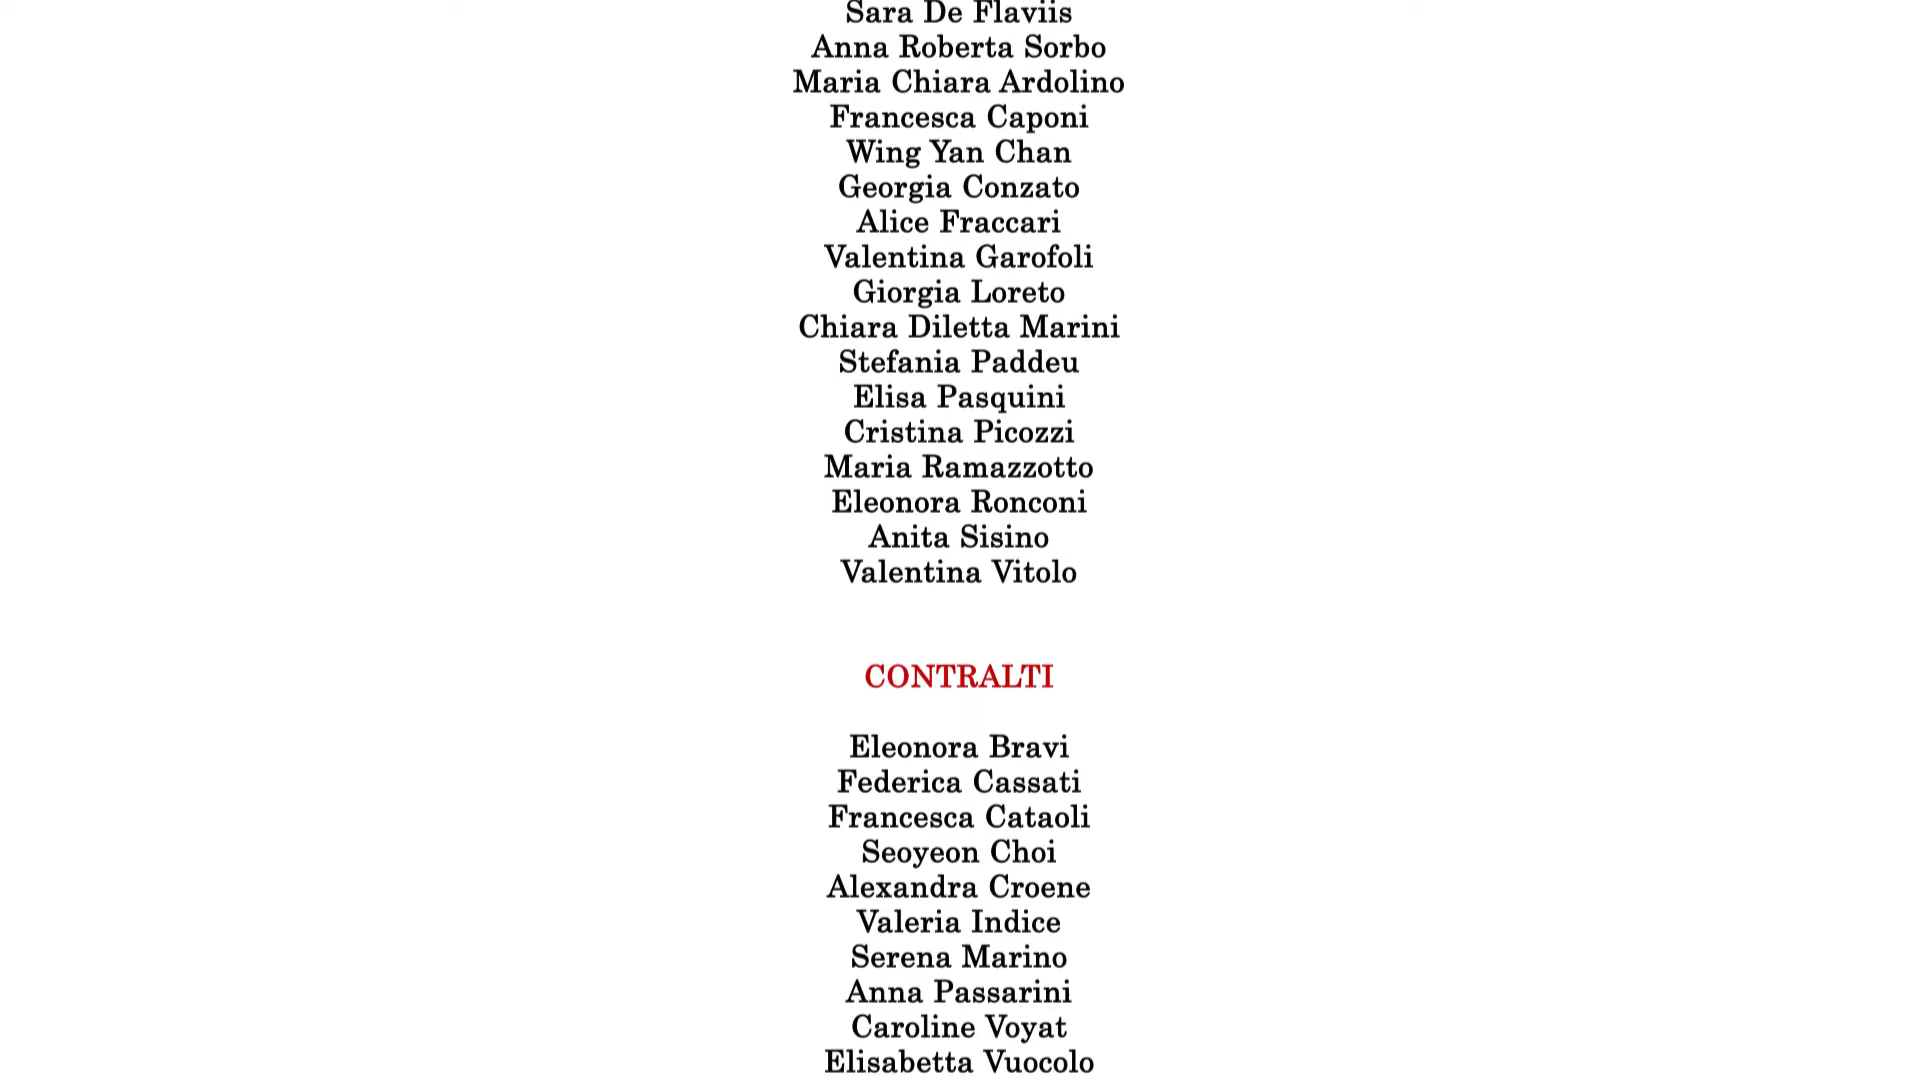 Sara De Flaviis
Anna Roberta Sorbo
Maria Chiara Ardolino
Francesca Caponi
Wing Yan Chan
Georgia Conzato
Alice Fraccari
Valentina Garofoli
Giorgia Loreto
Chiara Diletta Marini
Stefania Paddeu
Elisa Pasquini
Cristina Picozzi
Maria Ramazzotto
Eleonora Ronconi
Anita Sisino
Valentina Vitolo
CONTRALTI
Eleonora Bravi
Federica Cassati
Francesca Cataoli
Seoyeon Choi
Alexandra Croene
Valeria Indice
Serena Marino
Anna Passarini
Caroline Voyat
Elisabetta Vuocolo